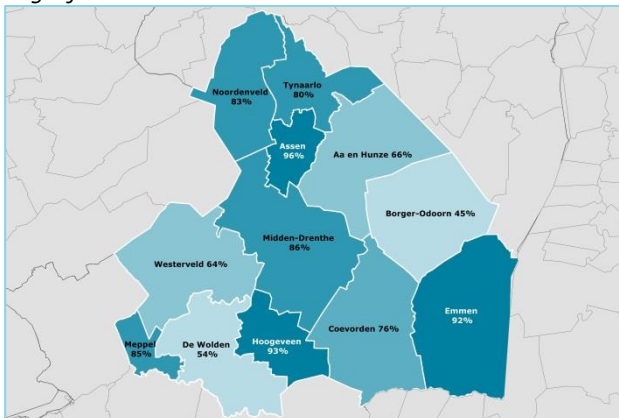 Noordenveld
83%
Tynaarlo
80%
Assen
96%
Aa en Hunze 66%
Borger-Odoorn 45%
Midden-Drenthe
86%
Westerveld 64%
Emmen
92%
Coevorden 76%
Meppel
85%
De Wolden
54%
Hoogeveen
93%